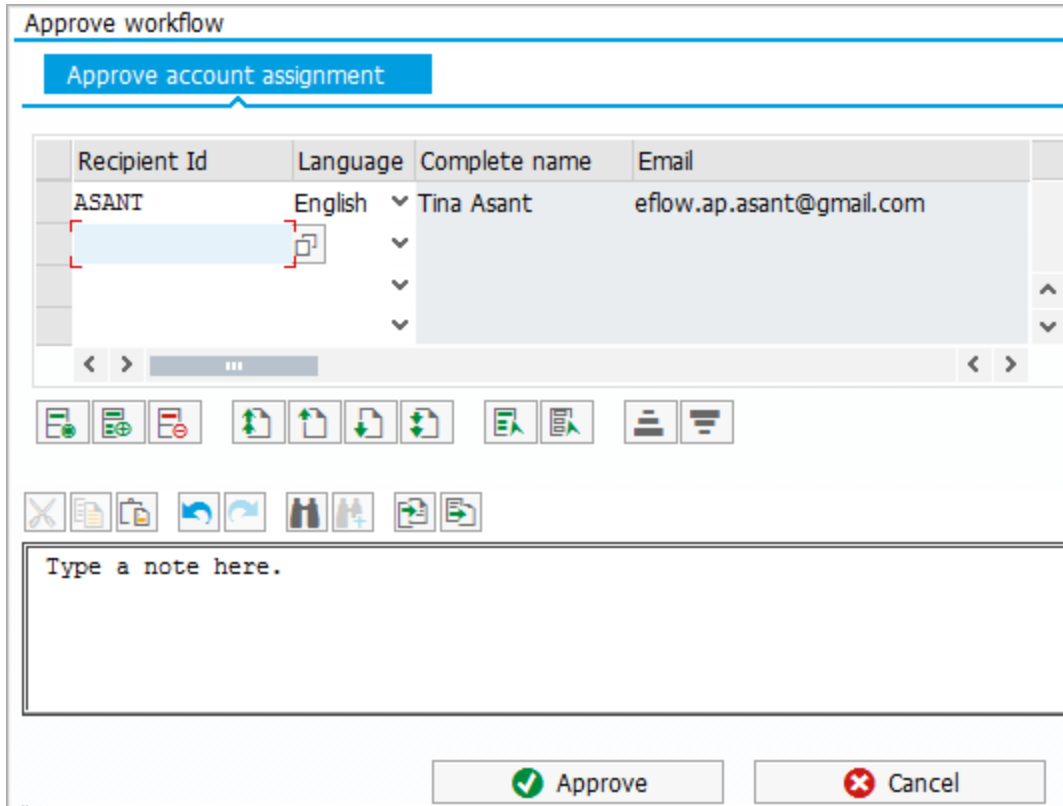 Approve workflow
Approve account assignment
Recipient Id Language Complete name Email
ASANT English Tina Asant eflow.ap.asant@gmail.com
Type a note here.
Approve Cancel